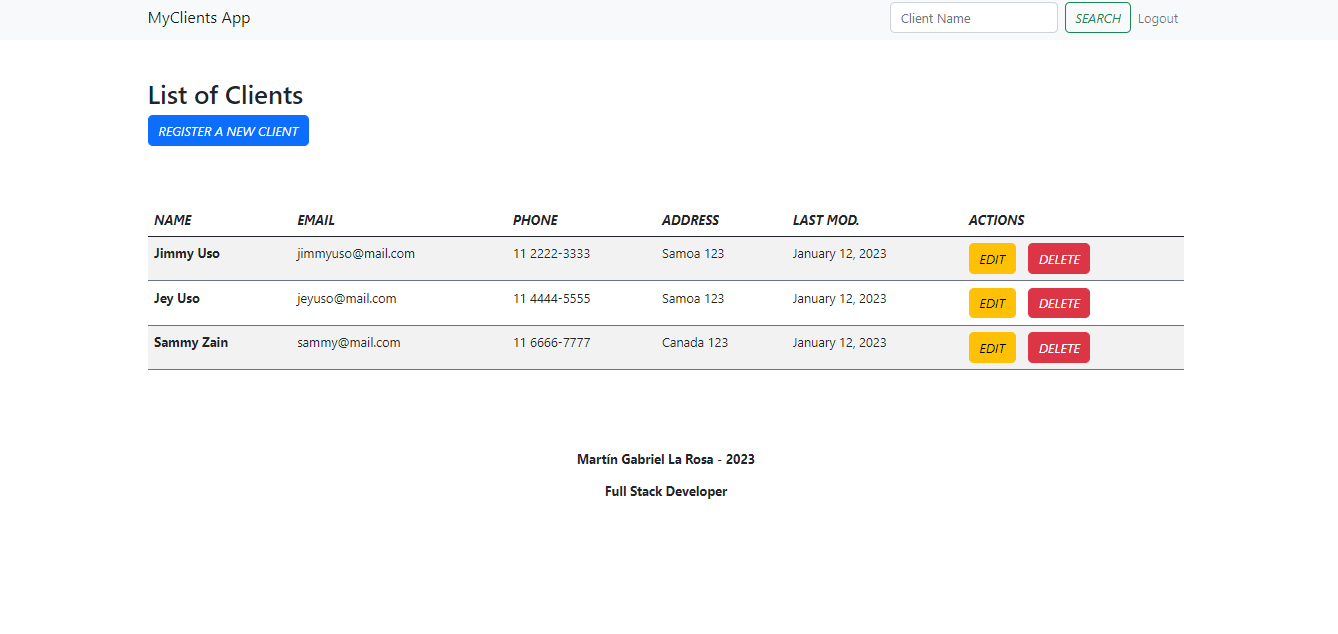 MyClients App Client Name SEARCH Logout
List of Clients
REGISTER A NEW CLIENT
NAME EMAIL PHONE ADDRESS LAST MOD. ACTIONS
Jimmy Uso jimmyuso@mail.com 11 2222-3333 Samoa 123 January 12, 2023 EDIT DELETE
Jey Uso jeyuso@mail.com 11 4444-5555 Samoa 123 January 12, 2023 EDIT DELETE
Sammy Zain sammy@mail.com 11 6666-7777 Canada 123 January 12, 2023 EDIT DELETE
Martín Gabriel La Rosa - 2023
Full Stack Developer